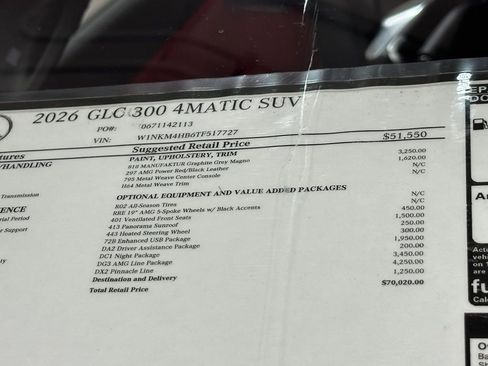 2026 GLC 300 4MATIC SUV
PO#: 0671142113
VIN: W1NKM4HB6TF517727
Suggested Retail Price $51,550
PAINT, UPHOLSTERY, TRIM
818 MANUFAKTUR Graphite Grey Magno 3,250.00
297 AMG Power Red/Black Leather 1,620.00
795 Metal Weave Center Console N/C
H64 Metal Weave Trim N/C
OPTIONAL EQUIPMENT AND VALUE ADDED PACKAGES
R02 All-Season Tires N/C
RRE 19" AMG 5-Spoke Wheels w/ Black Accents N/C
401 Ventilated Front Seats 450.00
413 Panorama Sunroof 1,500.00
443 Heated Steering Wheel 250.00
72B Enhanced USB Package 300.00
DA2 Driver Assistance Package 1,950.00
DC1 Night Package 200.00
DG3 AMG Line Package 3,450.00
DX2 Pinnacle Line 4,250.00
Destination and Delivery 1,250.00
Total Retail Price $70,020.00
/HANDLING
Transmission
Support